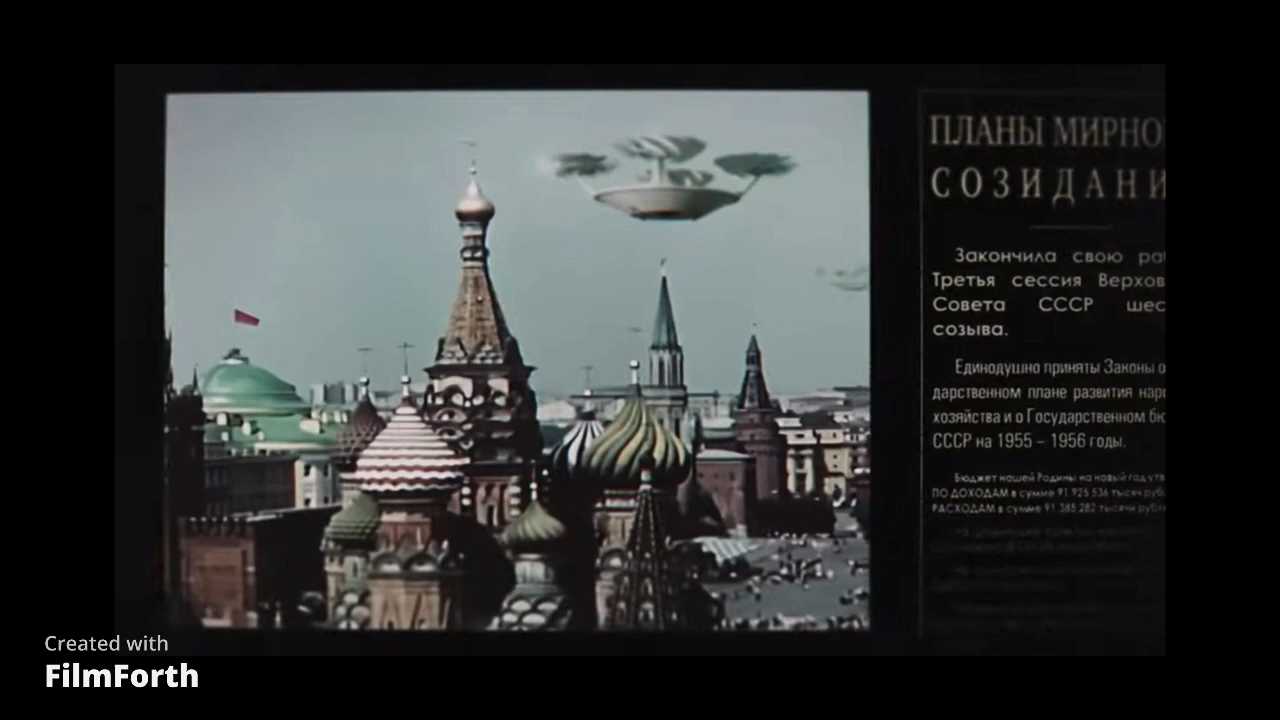 ПЛАНЫ МИРНО
СОЗИДАНИ
Закончила свою ра
Третья сессия Верхов
Совета СССР шес
созыва.
Единодушно приняты Законы о
дарственном плане развития нар
хозяйства и о Государственном бю
СССР на 1955 – 1956 годы.
Бюджет нашей Родины на новый год утв
ПО ДОХОДАМ в сумме 91 925 536 тысяч руб
РАСХОДАМ в сумме 91 385 282 тысячи рубл
Created with
FilmForth